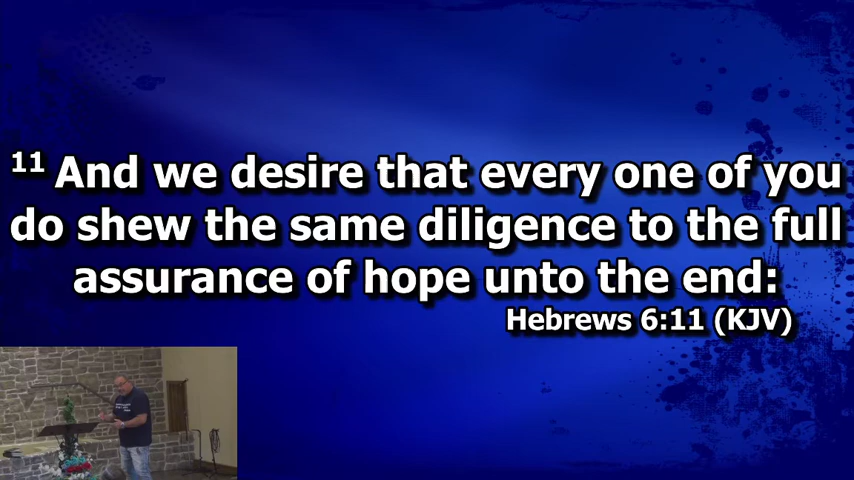 11 And we desire that every one of you
do shew the same diligence to the full
assurance of hope unto the end:
Hebrews 6:11 (KJV)